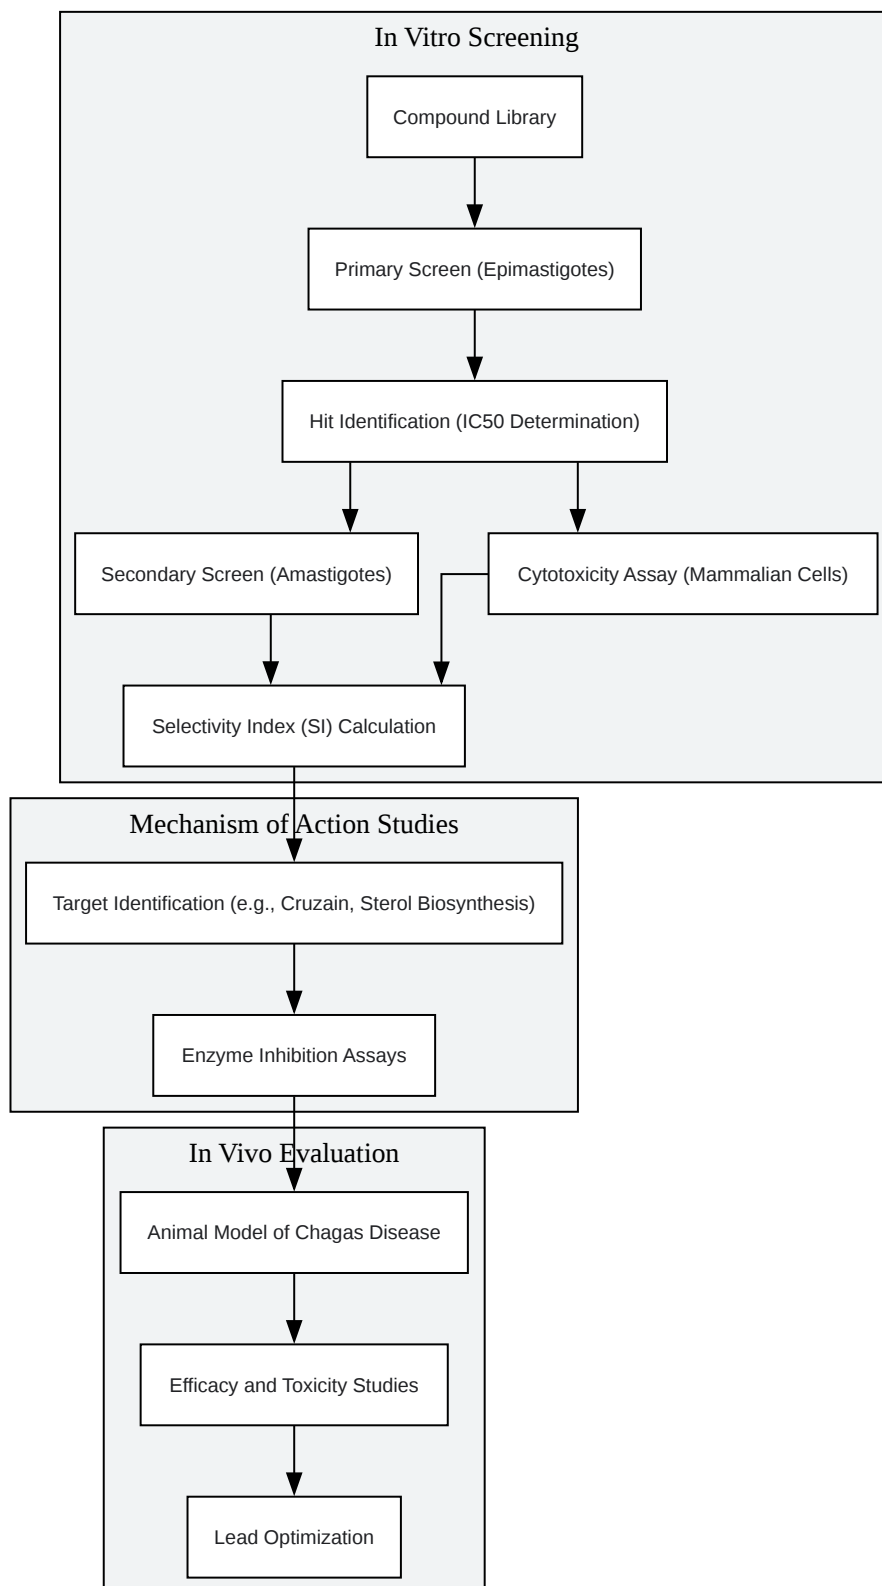 In Vitro Screening
Compound Library
Primary Screen (Epimastigotes)
Hit Identification (IC50 Determination)
Secondary Screen (Amastigotes)
Cytotoxicity Assay (Mammalian Cells)
Selectivity Index (SI) Calculation
Mechanism of Action Studies
Target Identification (e.g., Cruzain, Sterol Biosynthesis)
Enzyme Inhibition Assays
In Vivo Evaluation
Animal Model of Chagas Disease
Efficacy and Toxicity Studies
Lead Optimization